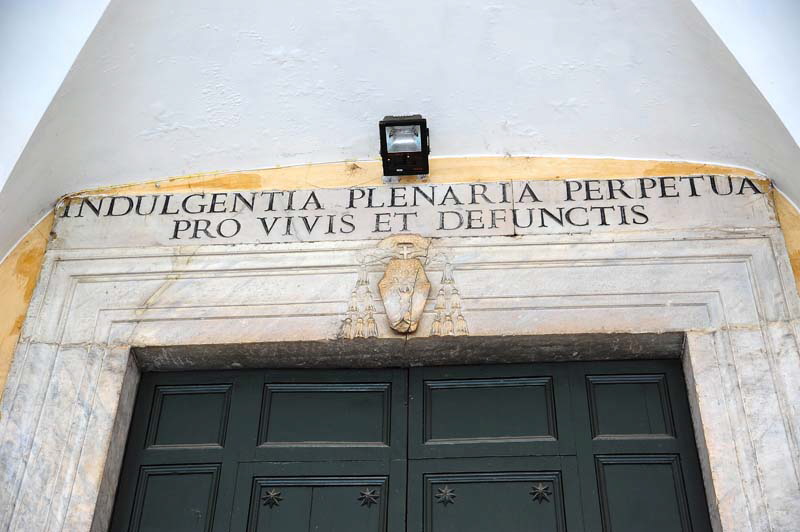 INDULGENTIA PLENARIA PERPETUA
PRO VIVIS ET DEFUNCTIS